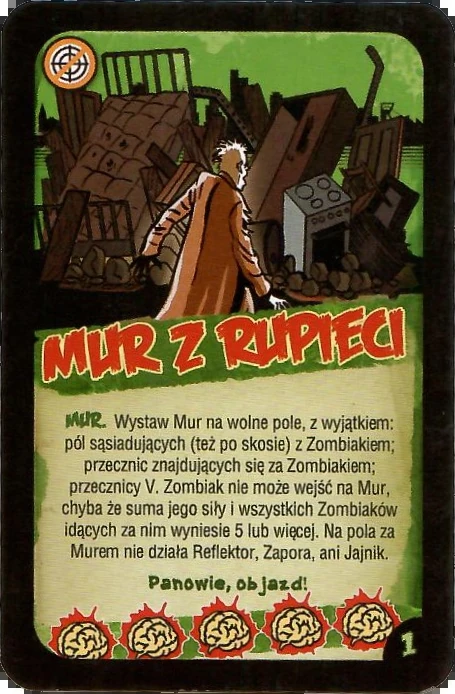 MUR Z RUPIECI
MUR. Wystaw Mur na wolne pole, z wyjątkiem:
pól sąsiadujących (też po skosie) z Zombiakiem;
przecznic znajdujących się za Zombiakiem;
przecznicy V. Zombiak nie może wejść na Mur,
chyba że suma jego siły i wszystkich Zombiaków
idących za nim wyniesie 5 lub więcej. Na pola za
Murem nie działa Reflektor, Zapora, ani Jajnik.
Panowie, objazd!
1